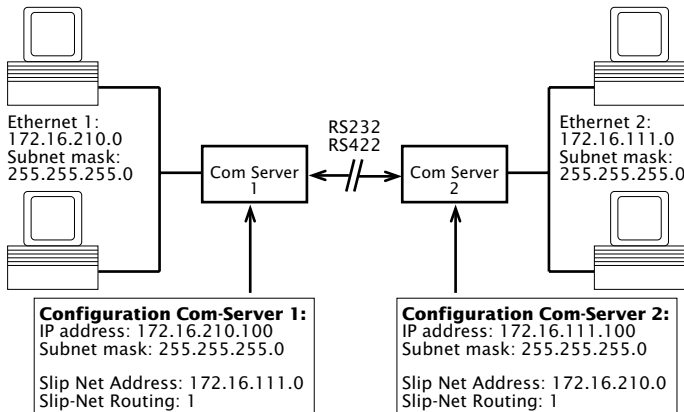 Ethernet 1:
172.16.210.0
Subnet mask:
255.255.255.0
RS232
RS422
Ethernet 2:
172.16.111.0
Subnet mask:
255.255.255.0
Com Server
1
Com Server
2
Configuration Com-Server 1:
IP address: 172.16.210.100
Subnet mask: 255.255.255.0
Slip Net Address: 172.16.111.0
Slip-Net Routing: 1
Configuration Com-Server 2:
IP address: 172.16.111.100
Subnet mask: 255.255.255.0
Slip Net Address: 172.16.210.0
Slip-Net Routing: 1